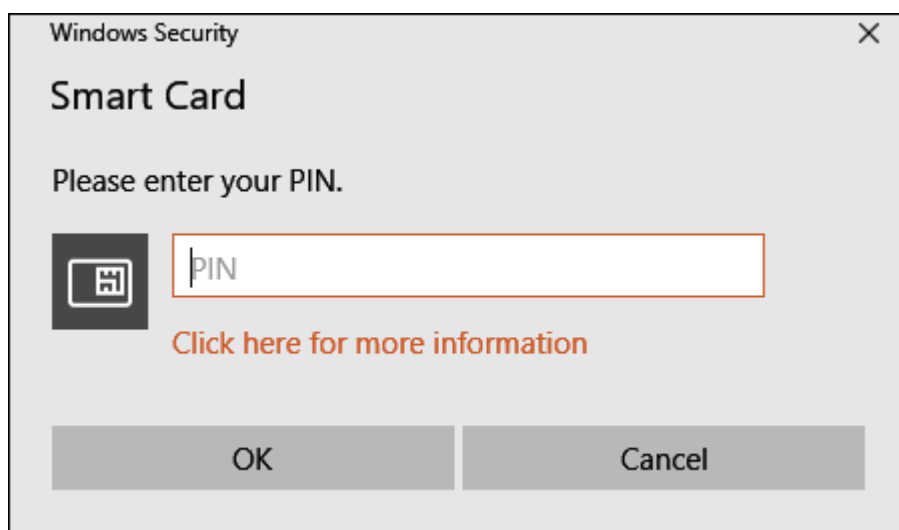 Windows Security
Smart Card
Please enter your PIN.
PIN
Click here for more information
OK
Cancel